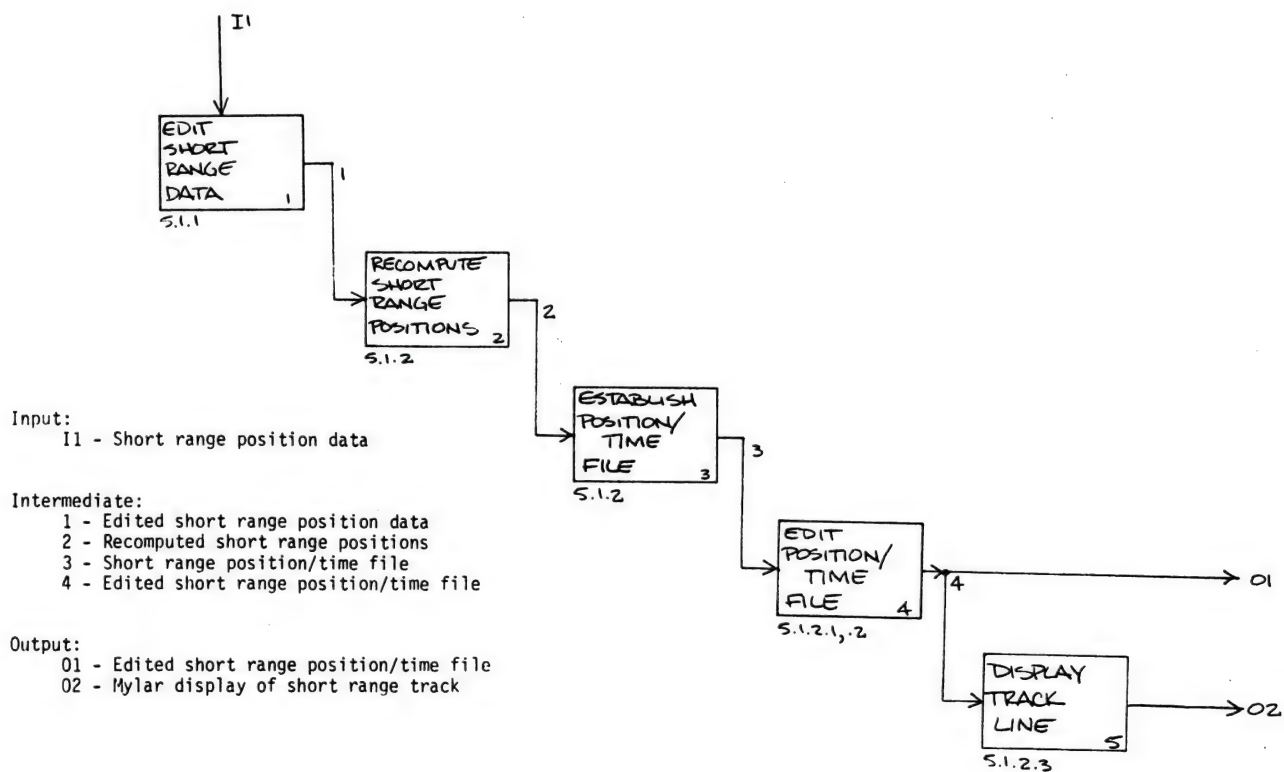 I1
EDIT
SHORT
RANGE
DATA 1
5.1.1
1
RECOMPUTE
SHORT
RANGE
POSITIONS 2
5.1.2
2
ESTABLISH
POSITION/
TIME
FILE 3
5.1.2
3
EDIT
POSITION/
TIME
FILE 4
5.1.2.1,.2
4
O1
DISPLAY
TRACK
LINE 5
5.1.2.3
O2
Input:
I1 - Short range position data
Intermediate:
1 - Edited short range position data
2 - Recomputed short range positions
3 - Short range position/time file
4 - Edited short range position/time file
Output:
O1 - Edited short range position/time file
O2 - Mylar display of short range track